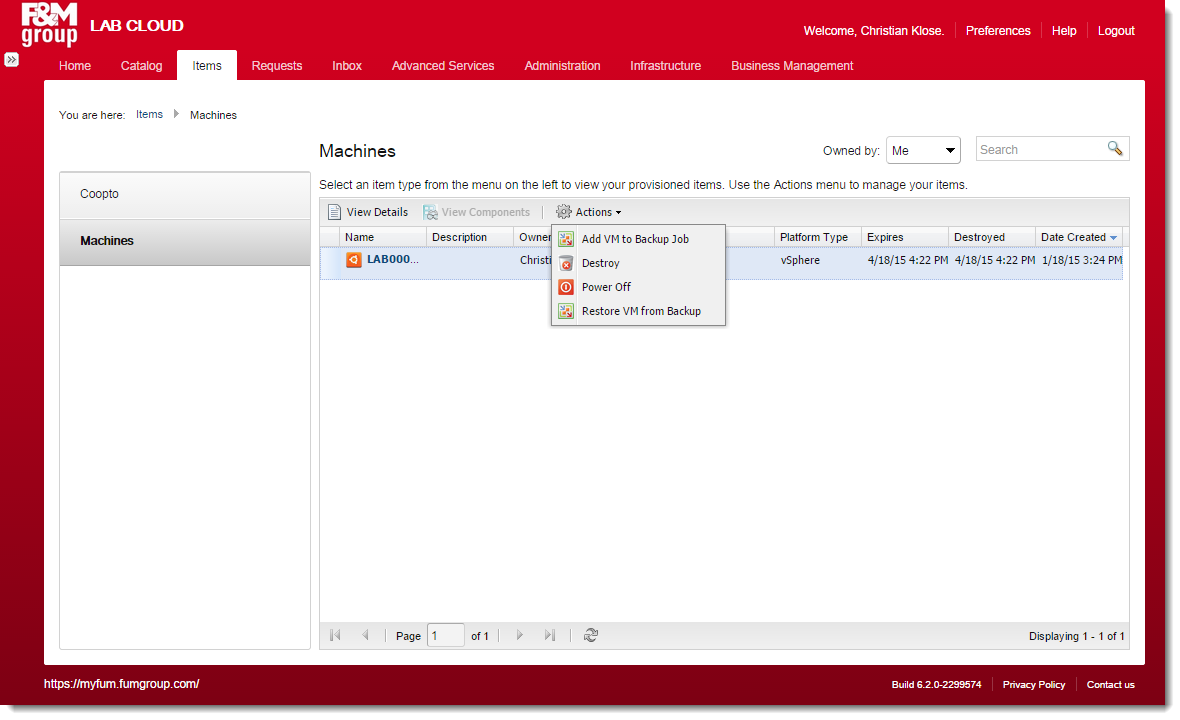 F&M
group
LAB CLOUD
Welcome, Christian Klose. Preferences Help Logout
Home Catalog Items Requests Inbox Advanced Services Administration Infrastructure Business Management
You are here: Items Machines
Machines
Owned by: Me Search
Coopto
Machines
Select an item type from the menu on the left to view your provisioned items. Use the Actions menu to manage your items.
View Details View Components Actions
Name Description Owner Platform Type Expires Destroyed Date Created
LAB000... Christi vSphere 4/18/15 4:22 PM 4/18/15 4:22 PM 1/18/15 3:24 PM
Add VM to Backup Job
Destroy
Power Off
Restore VM from Backup
Page 1 of 1 Displaying 1 - 1 of 1
https://myfum.fumgroup.com/ Build 6.2.0-2299574 Privacy Policy Contact us